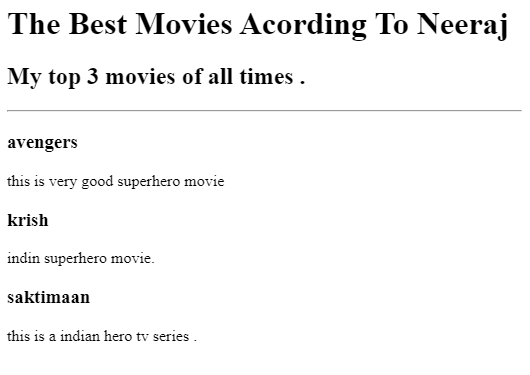 The Best Movies Acording To Neeraj
My top 3 movies of all times .
avengers
this is very good superhero movie
krish
indin superhero movie.
saktimaan
this is a indian hero tv series .